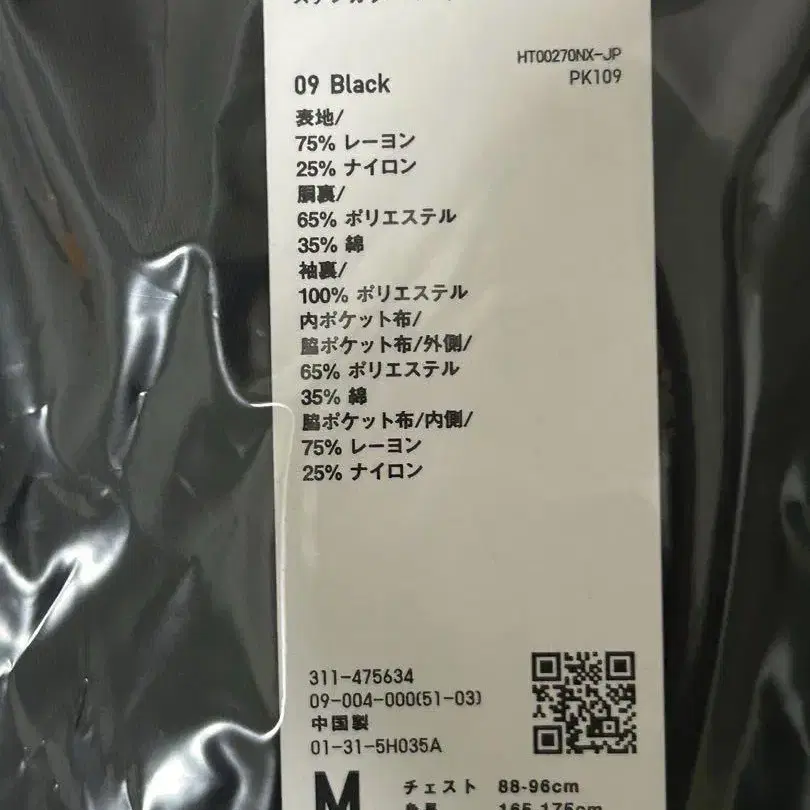 HT00270NX-JP
PK109
09 Black
表地/
75% レーヨン
25% ナイロン
胴裏/
65% ポリエステル
35% 綿
袖裏/
100% ポリエステル
内ポケット布/
脇ポケット布/外側/
65% ポリエステル
35% 綿
脇ポケット布/内側/
75% レーヨン
25% ナイロン
311-475634
09-004-000(51-03)
中国製
01-31-5H035A
M チェスト 88-96cm
身長 165-175cm